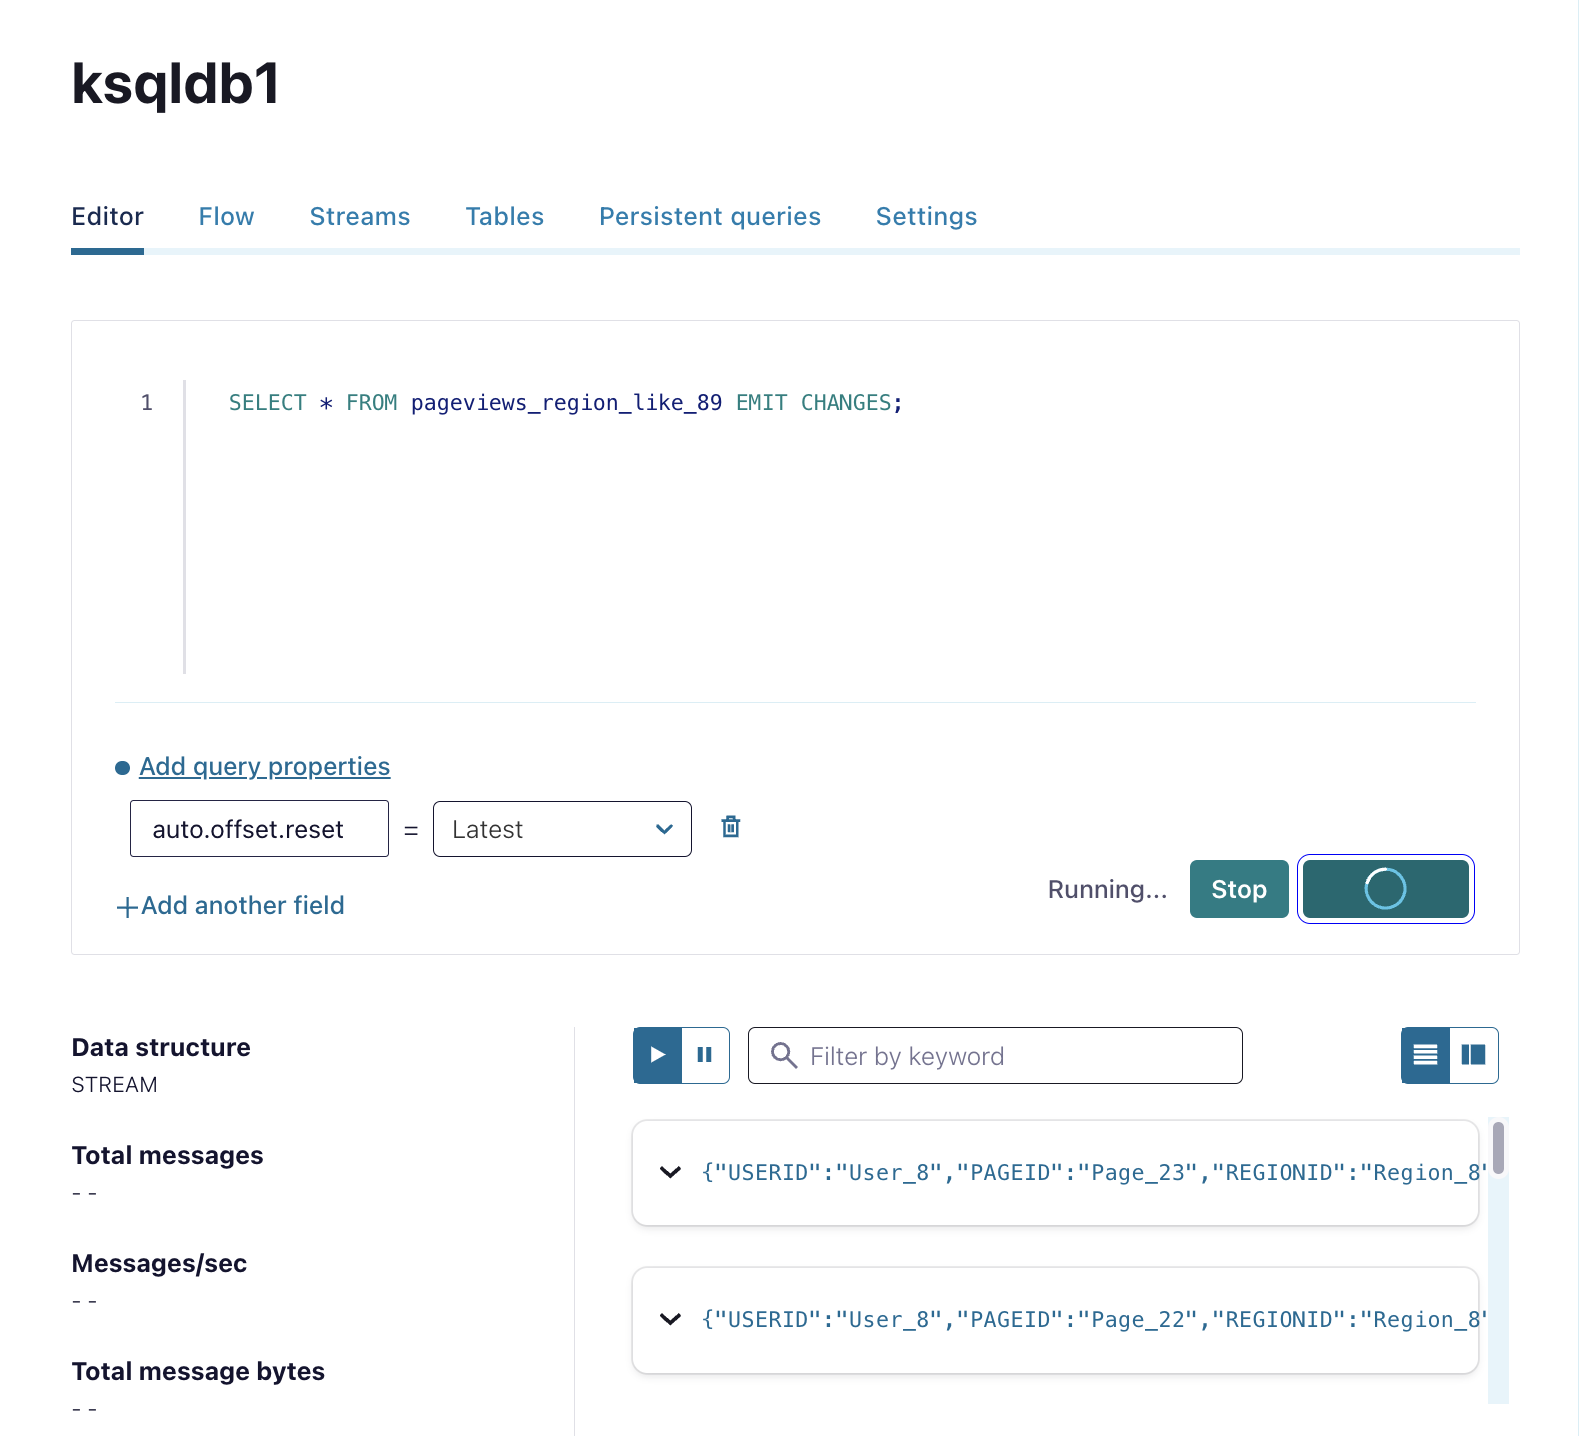 ksqldb1
Editor Flow Streams Tables Persistent queries Settings
1 SELECT * FROM pageviews_region_like_89 EMIT CHANGES;
Add query properties
auto.offset.reset = Latest
+Add another field
Running... Stop
Data structure
STREAM
Total messages
- -
Messages/sec
- -
Total message bytes
- -
Filter by keyword
{"USERID":"User_8","PAGEID":"Page_23","REGIONID":"Region_8"
{"USERID":"User_8","PAGEID":"Page_22","REGIONID":"Region_8"